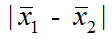 | x̅₁ - x̅₂ |